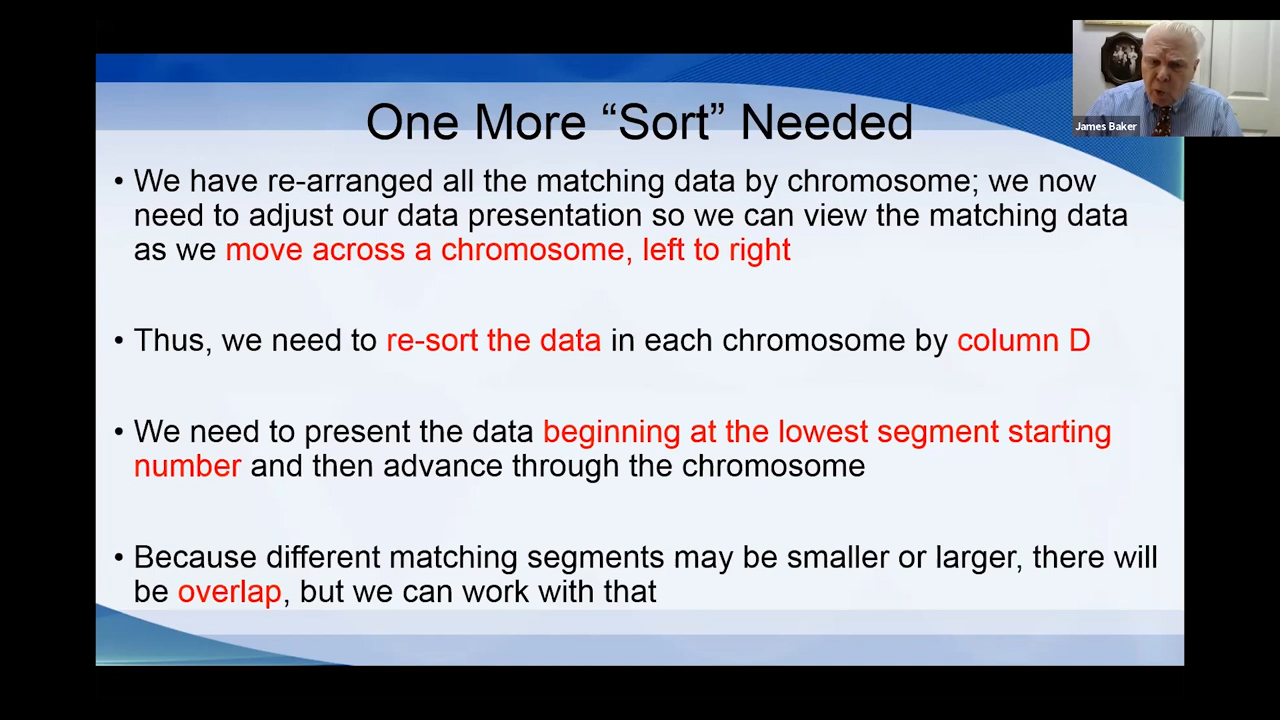 One More “Sort” Needed
James Baker
• We have re-arranged all the matching data by chromosome; we now
need to adjust our data presentation so we can view the matching data
as we move across a chromosome, left to right
• Thus, we need to re-sort the data in each chromosome by column D
• We need to present the data beginning at the lowest segment starting
number and then advance through the chromosome
• Because different matching segments may be smaller or larger, there will
be overlap, but we can work with that